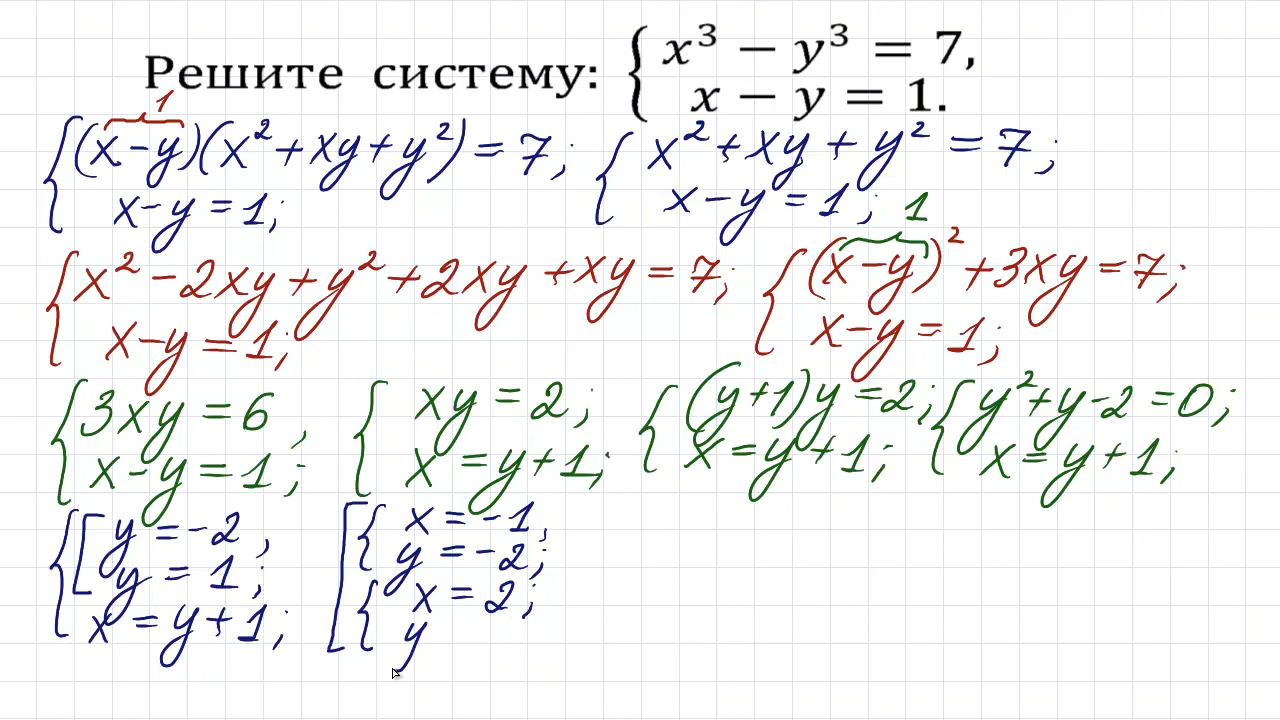 Решите систему: { x³ − y³ = 7,
x − y = 1.
1
{ (x−y)(x²+xy+y²) = 7; { x²+xy+y² = 7;
x−y = 1; x−y = 1;
1
{ x²−2xy+y²+2xy+xy = 7; { (x−y)²+3xy = 7;
x−y = 1; x−y = 1;
{ 3xy = 6, { xy = 2; { (y+1)y = 2; { y²+y−2 = 0;
x−y = 1; x = y+1; x = y+1; x = y+1;
{ [ y = −2, [ { x = −1,
y = 1; y = −2;
x = y+1; { x = 2;
y